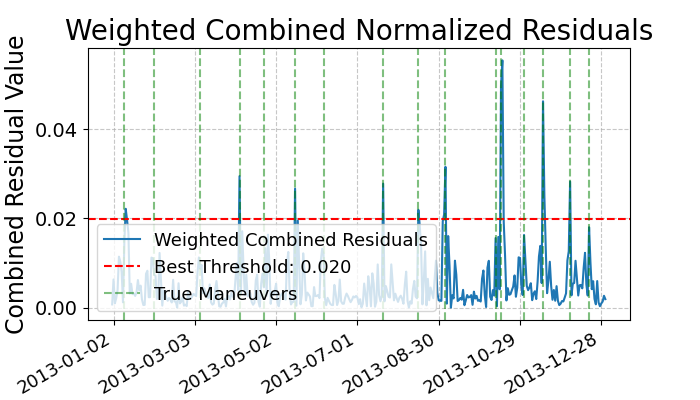 Weighted Combined Normalized Residuals
Combined Residual Value
0.04
0.02
0.00
Weighted Combined Residuals
Best Threshold: 0.020
True Maneuvers
2013-01-02
2013-03-03
2013-05-02
2013-07-01
2013-08-30
2013-10-29
2013-12-28